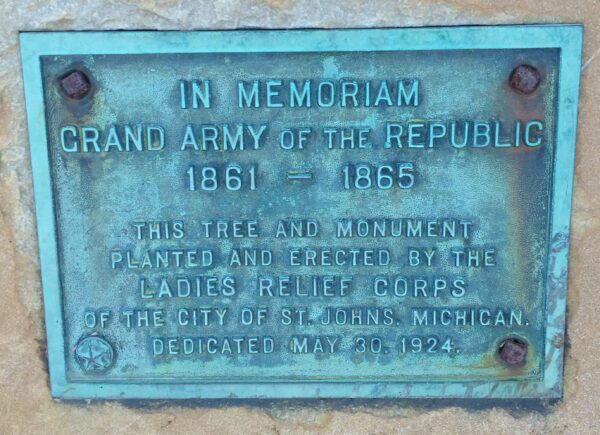 IN MEMORIAM
GRAND ARMY OF THE REPUBLIC
1861 — 1865
THIS TREE AND MONUMENT
PLANTED AND ERECTED BY THE
LADIES RELIEF CORPS
OF THE CITY OF ST. JOHNS, MICHIGAN.
DEDICATED MAY 30, 1924.